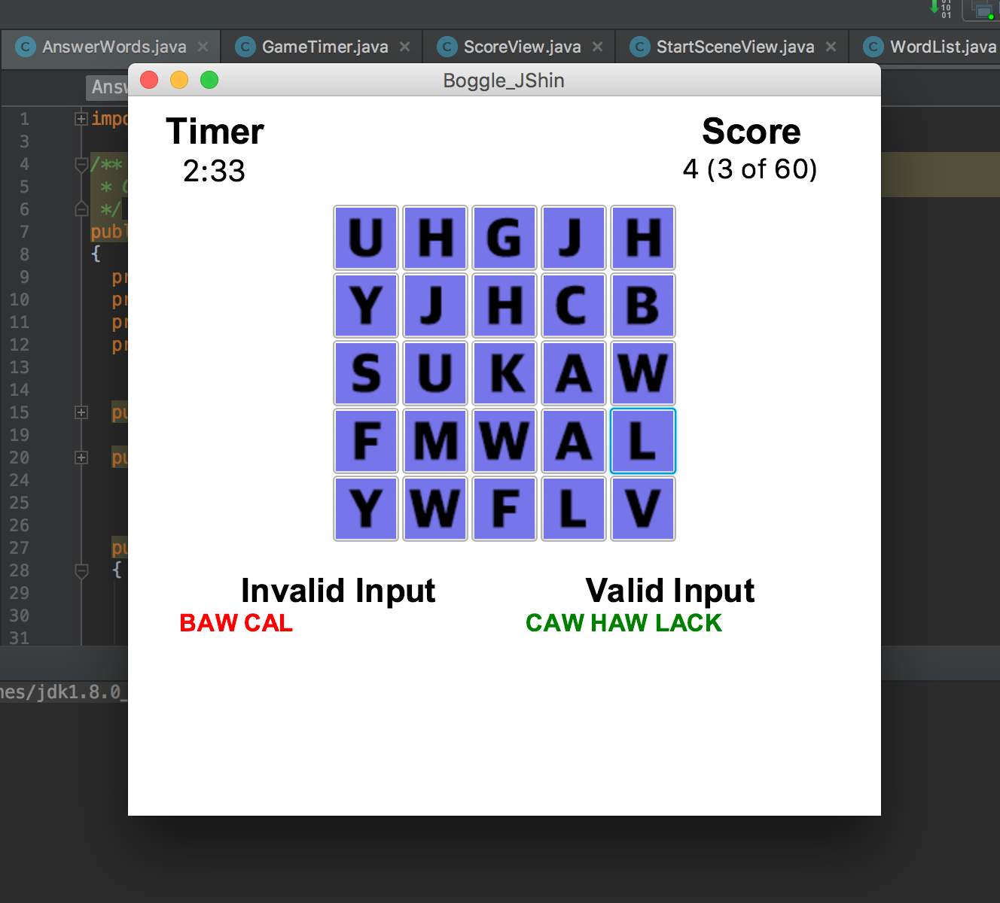 01
10
01
AnswerWords.java GameTimer.java ScoreView.java StartSceneView.java WordList.java
Boggle_JShin
Answ
Timer Score
2:33 4 (3 of 60)
1 impo
3
4 /**
5 *
6 */
7 publ
8 {
9 pr
10 pr
11 pr
12 pr
13
14
15 pu
19
20 pu
24
25
26
27 pu
28 {
29
30
31
U H G J H
Y J H C B
S U K A W
F M W A L
Y W F L V
Invalid Input Valid Input
BAW CAL CAW HAW LACK
nes/jdk1.8.0_